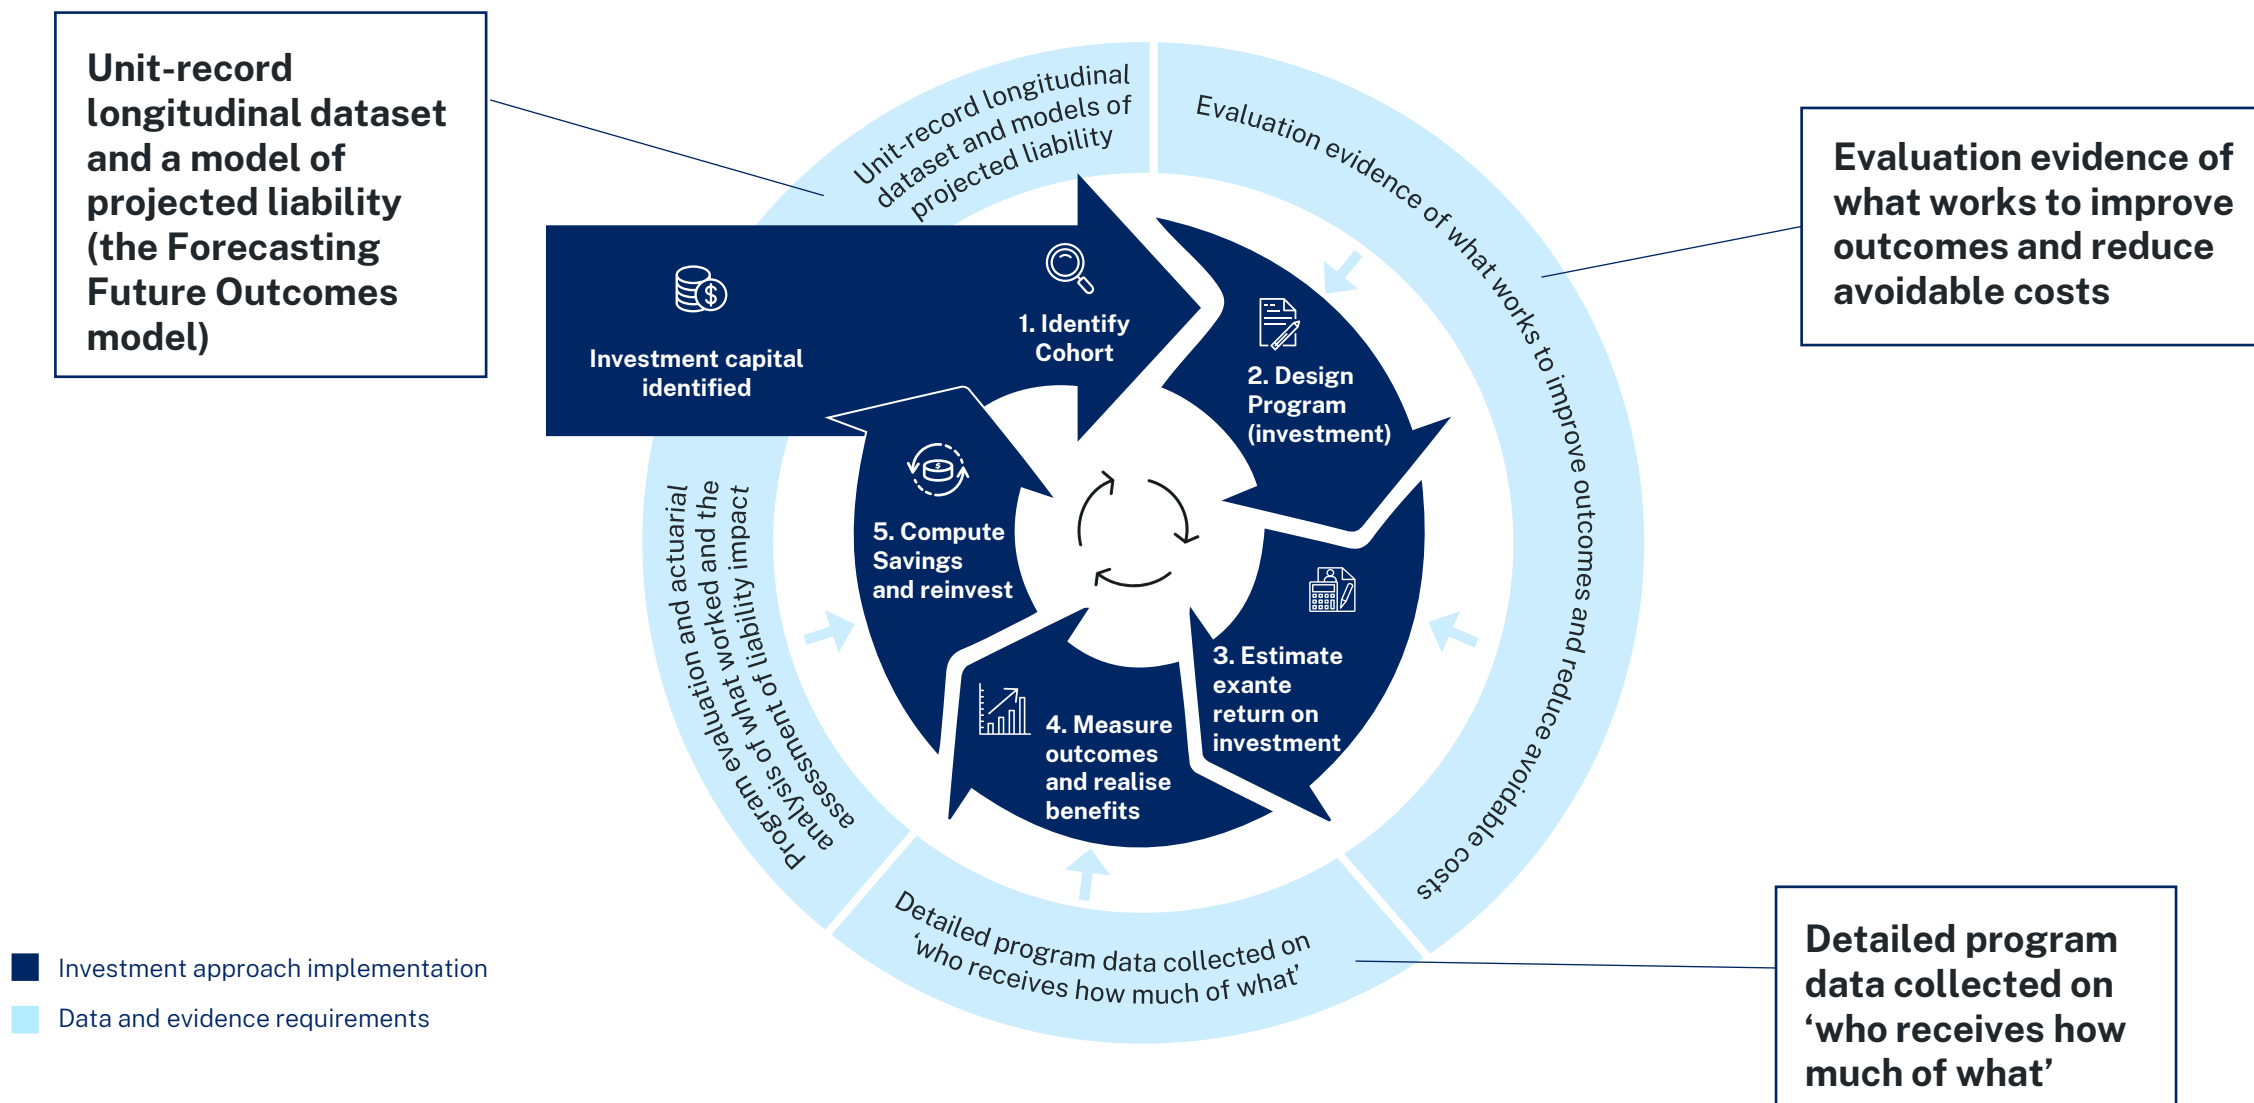 Unit-record
longitudinal dataset
and a model of
projected liability
(the Forecasting
Future Outcomes
model)
Unit-record longitudinal
dataset and models of
projected liability
Evaluation evidence of what works to improve outcomes and reduce avoidable costs
Evaluation evidence of
what works to improve
outcomes and reduce
avoidable costs
Investment capital
identified
1. Identify
Cohort
2. Design
Program
(investment)
3. Estimate
exante
return on
investment
4. Measure
outcomes
and realise
benefits
5. Compute
Savings
and reinvest
Program evaluation and actuarial
analysis of what worked and the
assessment of liability impact
Detailed program data collected on
‘who receives how much of what’
Detailed program
data collected on
‘who receives how
much of what’
Investment approach implementation
Data and evidence requirements